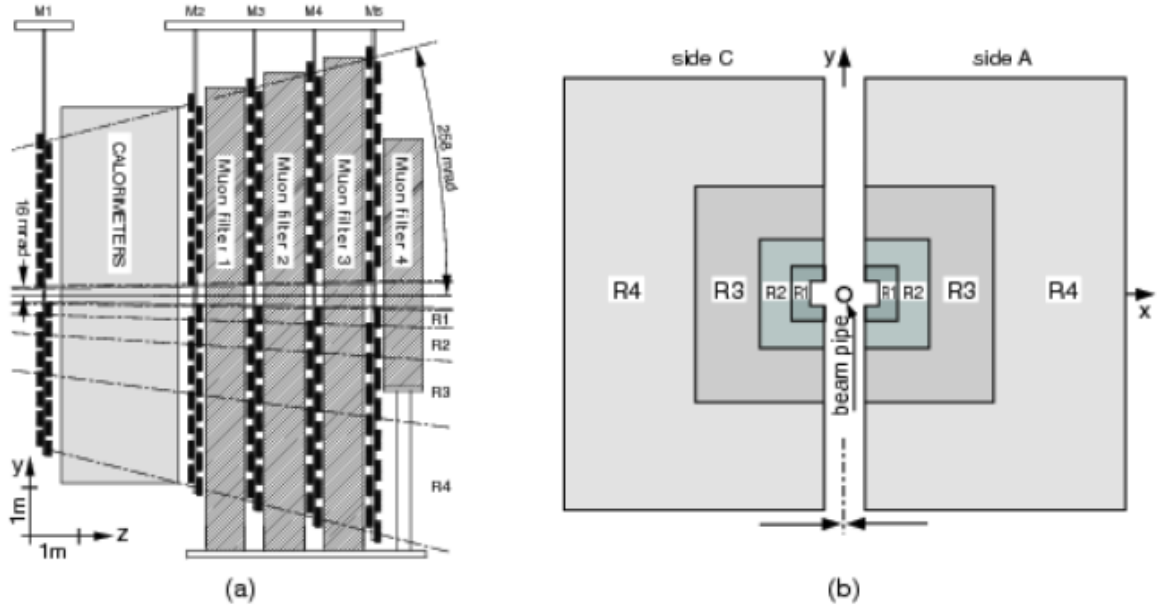 M1 M2 M3 M4 M5
CALORIMETERS
Muon filter 1
Muon filter 2
Muon filter 3
Muon filter 4
258 mrad
16 mrad
R1
R2
R3
R4
y
1m
z
1m
(a)
side C y side A
R4 R3 R2 R1 R1 R2 R3 R4
x
beam pipe
(b)